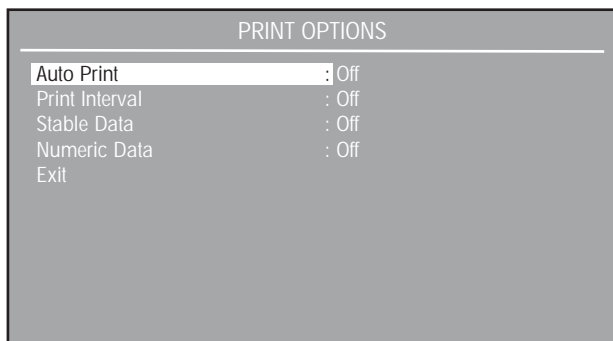 PRINT OPTIONS
Auto Print : Off
Print Interval : Off
Stable Data : Off
Numeric Data : Off
Exit